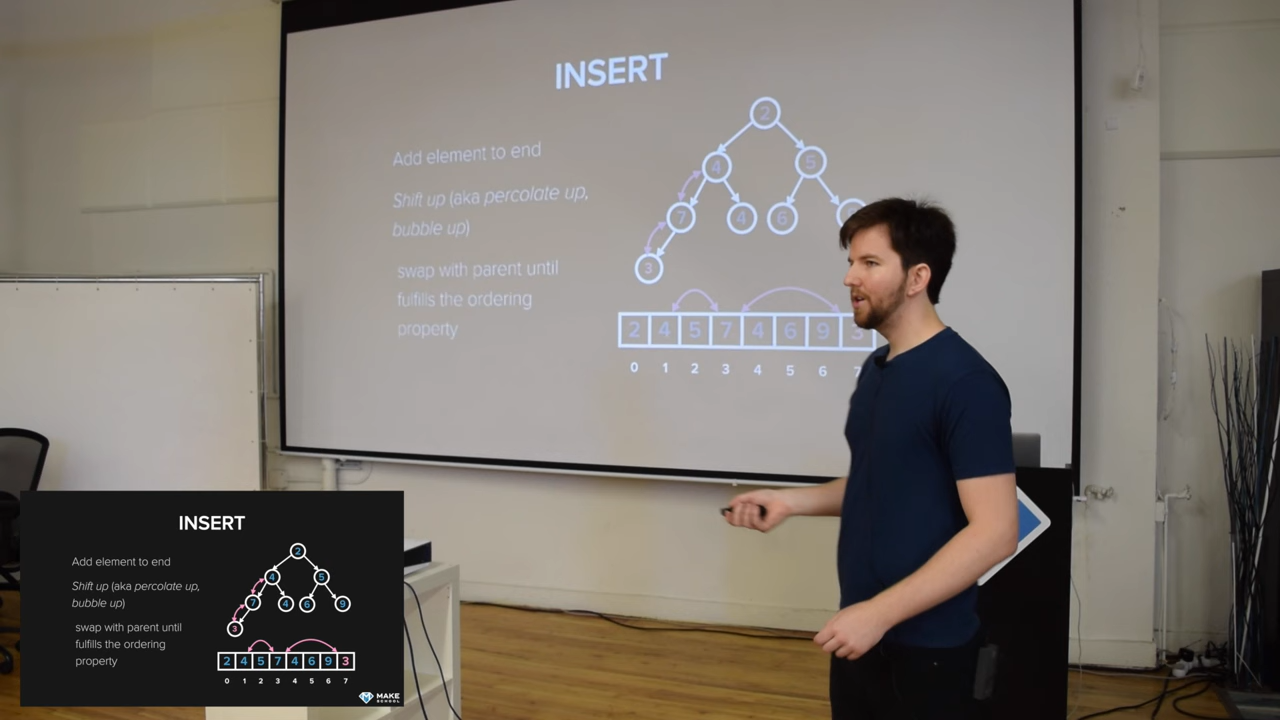 INSERT
Add element to end
Shift up (aka percolate up,
bubble up)
swap with parent until
fulfills the ordering
property
2
4 5
7 4 6
3
2 4 5 7 4 6 9 3
0 1 2 3 4 5 6 7
INSERT
Add element to end
Shift up (aka percolate up,
bubble up)
swap with parent until
fulfills the ordering
property
2
4 5
7 4 6 9
3
2 4 5 7 4 6 9 3
0 1 2 3 4 5 6 7
MAKE
SCHOOL